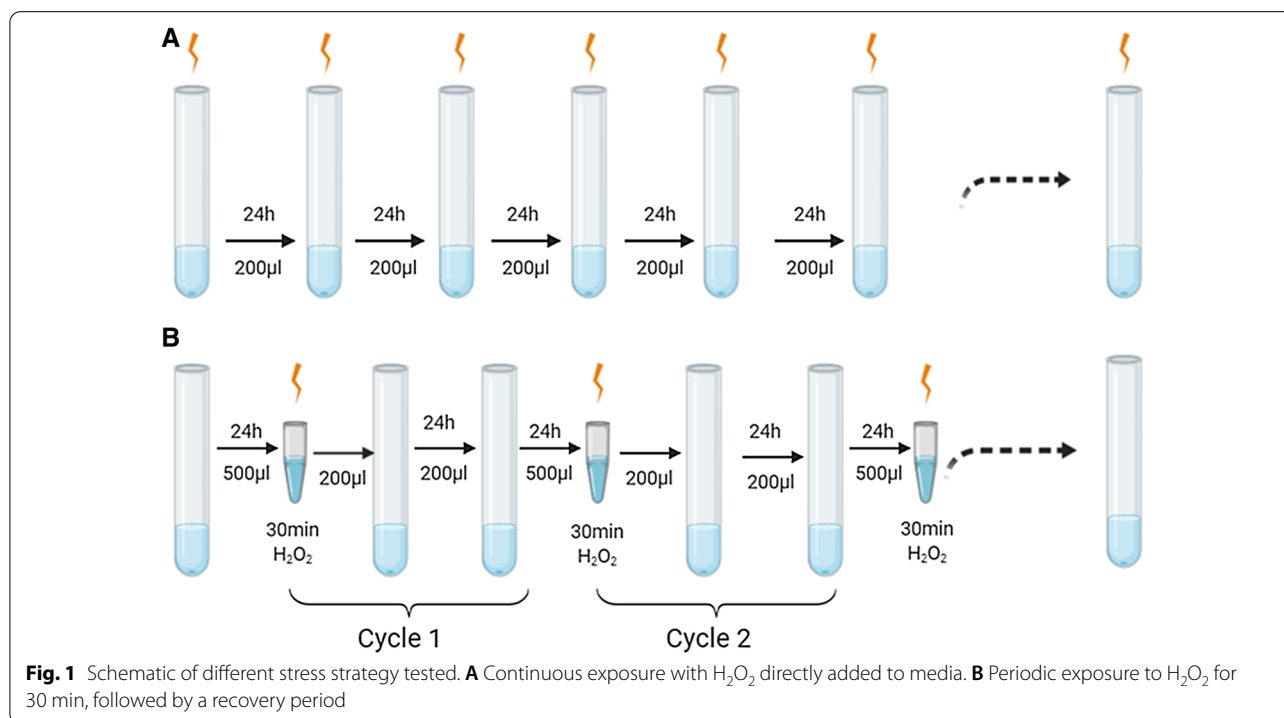 A
24h 24h 24h 24h 24h
200µl 200µl 200µl 200µl 200µl
B
24h 24h 24h 24h 24h
500µl 200µl 200µl 500µl 200µl 200µl 500µl
30min 30min 30min
H₂O₂ H₂O₂ H₂O₂
Cycle 1 Cycle 2
Fig. 1 Schematic of different stress strategy tested. A Continuous exposure with H₂O₂ directly added to media. B Periodic exposure to H₂O₂ for
30 min, followed by a recovery period